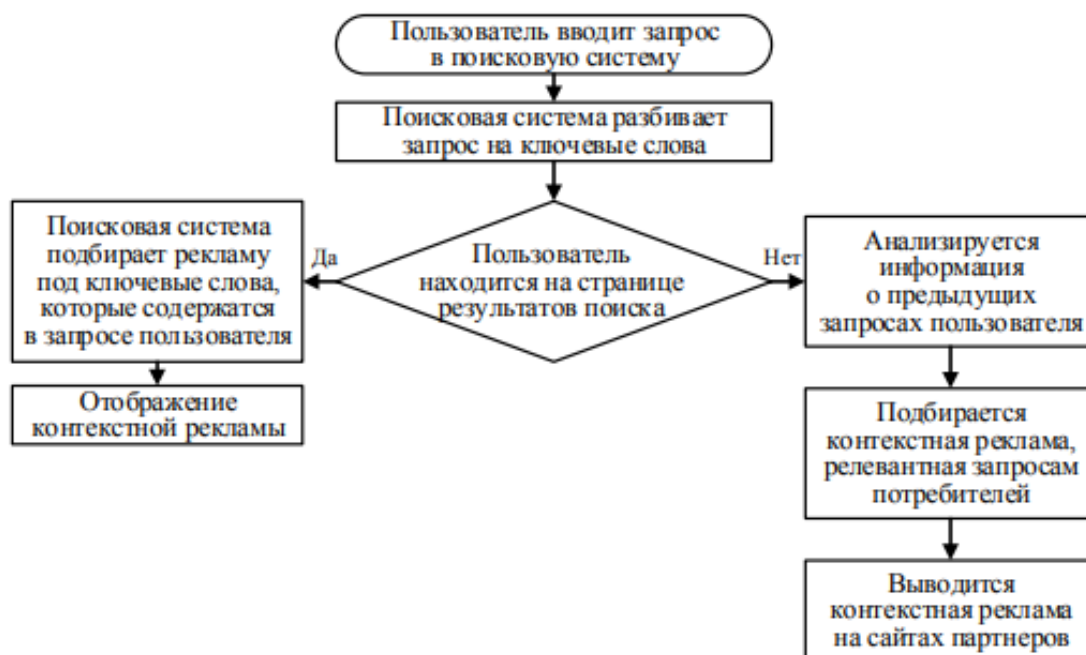 Пользователь вводит запрос
в поисковую систему
Поисковая система разбивает
запрос на ключевые слова
Поисковая система
подбирает рекламу
под ключевые слова,
которые содержатся
в запросе пользователя
Да
Пользователь
находится на странице
результатов поиска
Нет
Анализируется
информация
о предыдущих
запросах пользователя
Отображение
контекстной рекламы
Подбирается
контекстная реклама,
релевантная запросам
потребителей
Выводится
контекстная реклама
на сайтах партнеров